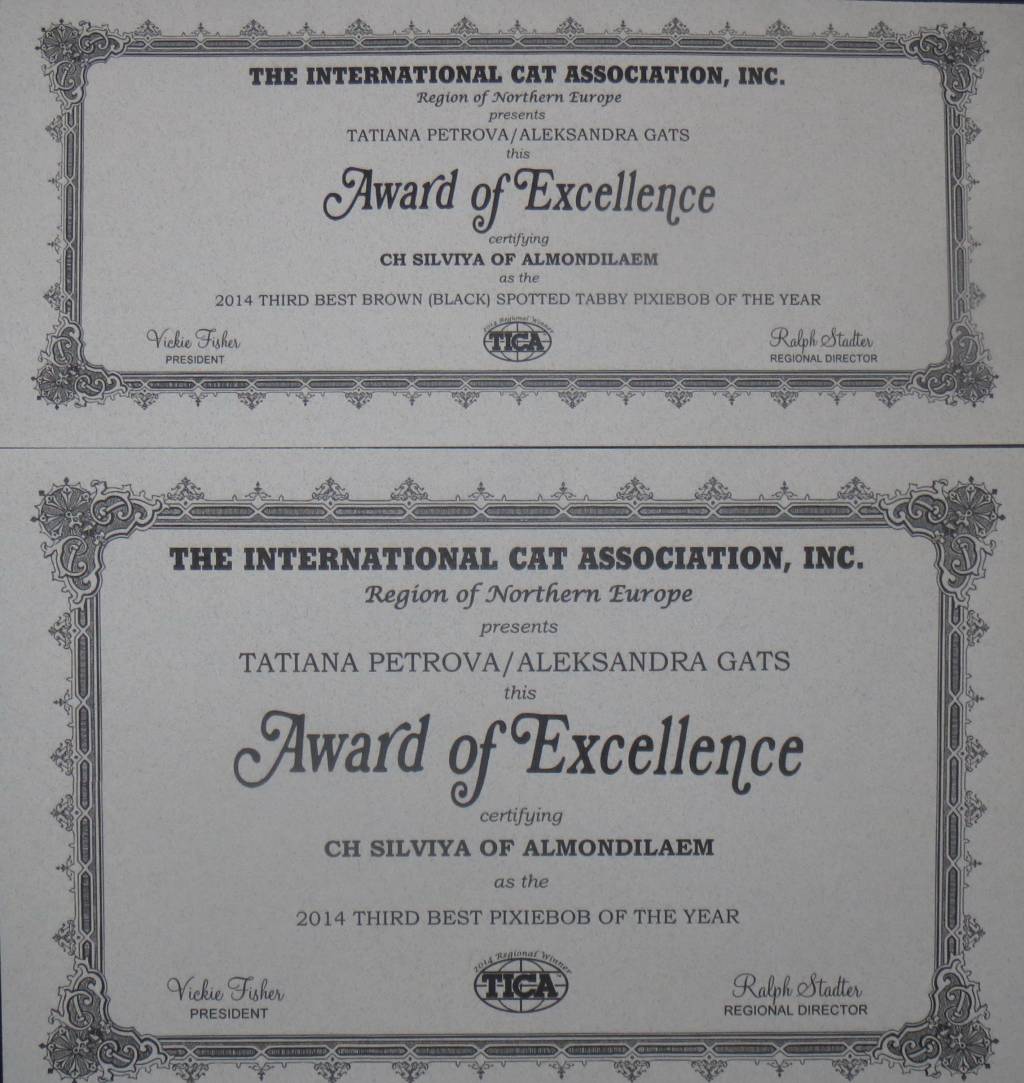 THE INTERNATIONAL CAT ASSOCIATION, INC.
Region of Northern Europe
presents
TATIANA PETROVA/ALEKSANDRA GATS
this
Award of Excellence
certifying
CH SILVIYA OF ALMONDILAEM
as the
2014 THIRD BEST BROWN (BLACK) SPOTTED TABBY PIXIEBOB OF THE YEAR
Vickie Fisher
PRESIDENT
2014 Regional Winner
TICA
Ralph Stadter
REGIONAL DIRECTOR
THE INTERNATIONAL CAT ASSOCIATION, INC.
Region of Northern Europe
presents
TATIANA PETROVA/ALEKSANDRA GATS
this
Award of Excellence
certifying
CH SILVIYA OF ALMONDILAEM
as the
2014 THIRD BEST PIXIEBOB OF THE YEAR
Vickie Fisher
PRESIDENT
2014 Regional Winner
TICA
Ralph Stadter
REGIONAL DIRECTOR